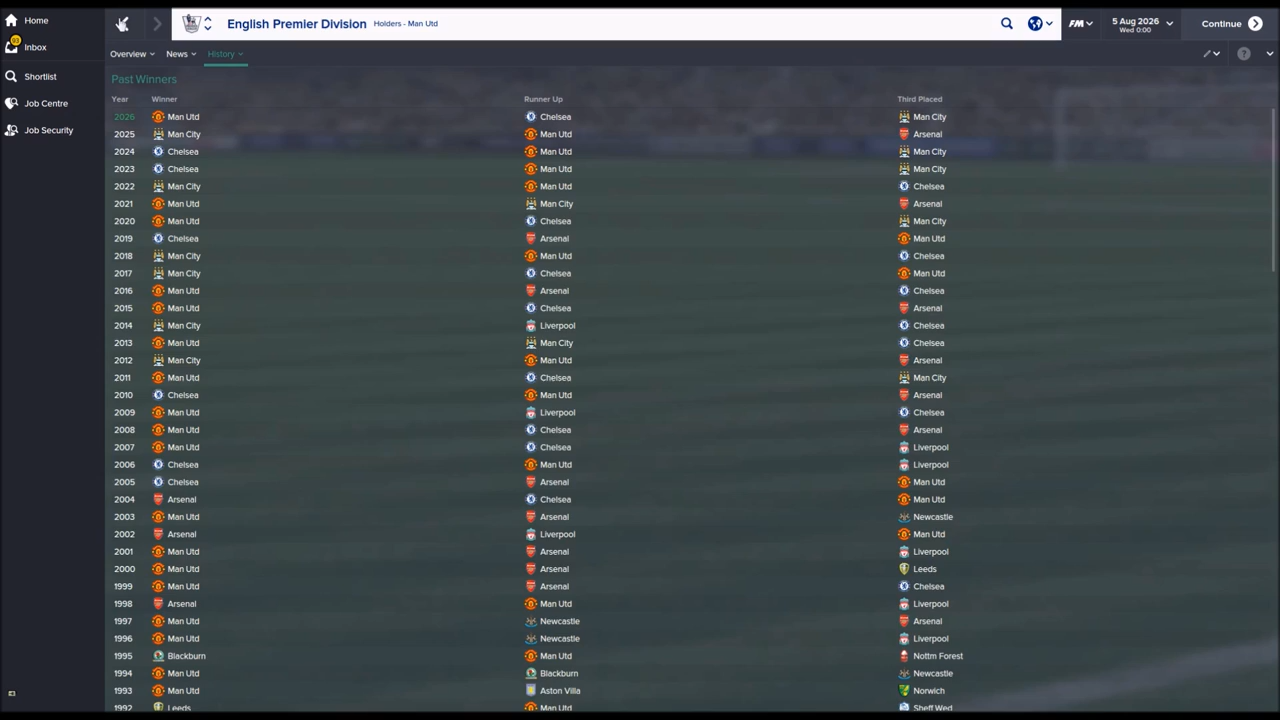 Home
93
Inbox
Shortlist
Job Centre
Job Security
English Premier Division Holders - Man Utd
FM
5 Aug 2026
Wed 0:00
Continue
Overview News History
?
Past Winners
Year Winner Runner Up Third Placed
2026 Man Utd Chelsea Man City
2025 Man City Man Utd Arsenal
2024 Chelsea Man Utd Man City
2023 Chelsea Man Utd Man City
2022 Man City Man Utd Chelsea
2021 Man Utd Man City Arsenal
2020 Man Utd Chelsea Man City
2019 Chelsea Arsenal Man Utd
2018 Man City Man Utd Chelsea
2017 Man City Chelsea Man Utd
2016 Man Utd Arsenal Chelsea
2015 Man Utd Chelsea Arsenal
2014 Man City Liverpool Chelsea
2013 Man Utd Man City Chelsea
2012 Man City Man Utd Arsenal
2011 Man Utd Chelsea Man City
2010 Chelsea Man Utd Arsenal
2009 Man Utd Liverpool Chelsea
2008 Man Utd Chelsea Arsenal
2007 Man Utd Chelsea Liverpool
2006 Chelsea Man Utd Liverpool
2005 Chelsea Arsenal Man Utd
2004 Arsenal Chelsea Man Utd
2003 Man Utd Arsenal Newcastle
2002 Arsenal Liverpool Man Utd
2001 Man Utd Arsenal Liverpool
2000 Man Utd Arsenal Leeds
1999 Man Utd Arsenal Chelsea
1998 Arsenal Man Utd Liverpool
1997 Man Utd Newcastle Arsenal
1996 Man Utd Newcastle Liverpool
1995 Blackburn Man Utd Nottm Forest
1994 Man Utd Blackburn Newcastle
1993 Man Utd Aston Villa Norwich
1992 Leeds Man Utd Sheff Wed